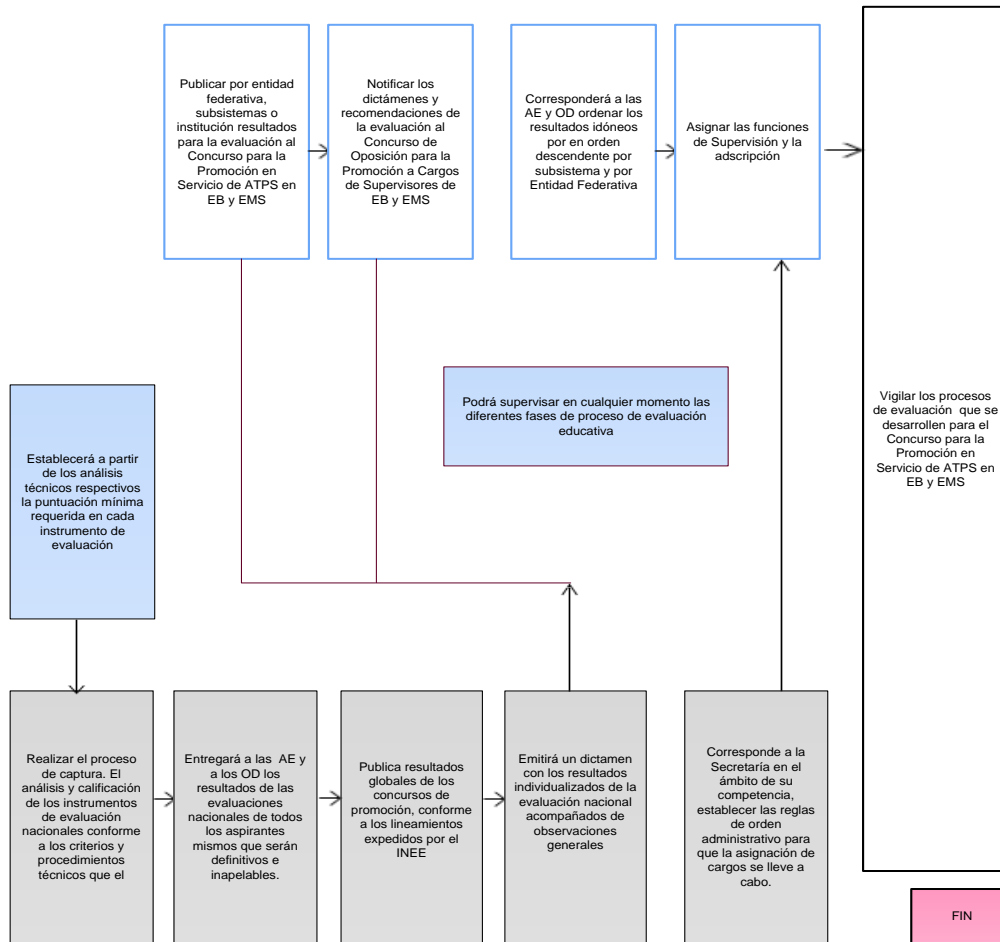 Publicar por entidad
federativa,
subsistemas o
institución resultados
para la evaluación al
Concurso para la
Promoción en
Servicio de ATPS en
EB y EMS
Notificar los
dictámenes y
recomendaciones de
la evaluación al
Concurso de
Oposición para la
Promoción a Cargos
de Supervisores de
EB y EMS
Corresponderá a las
AE y OD ordenar los
resultados idóneos
por en orden
descendente por
subsistema y por
Entidad Federativa
Asignar las funciones
de Supervisión y la
adscripción
Vigilar los procesos
de evaluación que se
desarrollen para el
Concurso para la
Promoción en
Servicio de ATPS en
EB y EMS
Podrá supervisar en cualquier momento las
diferentes fases de proceso de evaluación
educativa
Establecerá a partir
de los análisis
técnicos respectivos
la puntuación mínima
requerida en cada
instrumento de
evaluación
Realizar el proceso
de captura. El
análisis y calificación
de los instrumentos
de evaluación
nacionales conforme
a los criterios y
procedimientos
técnicos que el
Entregará a las AE y
a los OD los
resultados de las
evaluaciones
nacionales de todos
los aspirantes
mismos que serán
definitivos e
inapelables.
Publica resultados
globales de los
concursos de
promoción, conforme
a los lineamientos
expedidos por el
INEE
Emitirá un dictamen
con los resultados
individualizados de la
evaluación nacional
acompañados de
observaciones
generales
Corresponde a la
Secretaría en el
ámbito de su
competencia,
establecer las reglas
de orden
administrativo para
que la asignación de
cargos se lleve a
cabo.
FIN